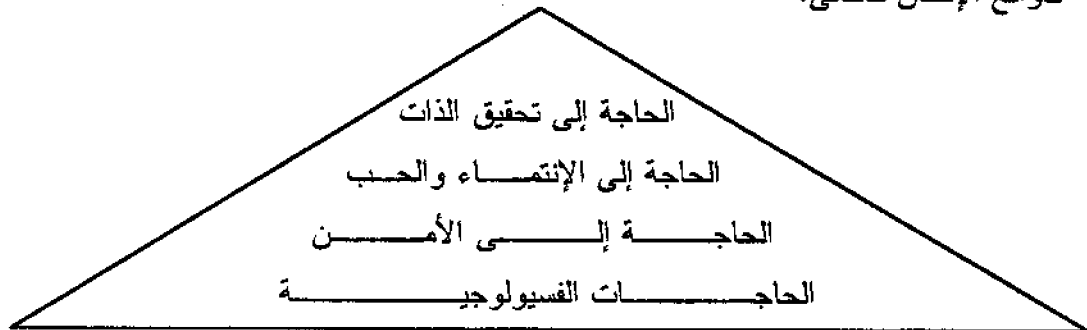 الحاجة إلى تحقيق الذات
الحاجة إلى الإنتمـــاء والحـب
الحاجـــة إلـــى الأمـــن
الحاجـــات الفسيولوجيـــة